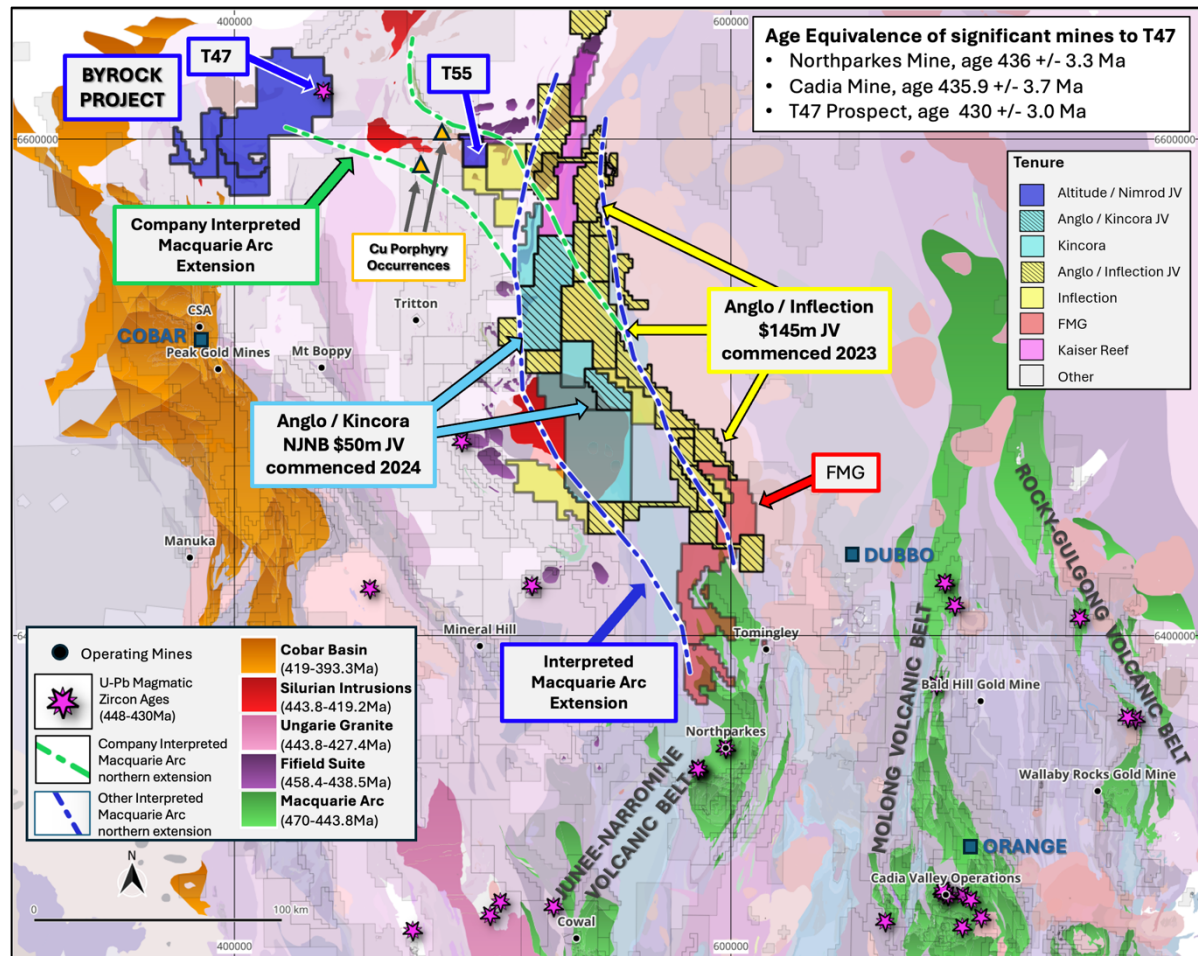 400000
600000
Age Equivalence of significant mines to T47
• Northparkes Mine, age 436 +/- 3.3 Ma
• Cadia Mine, age 435.9 +/- 3.7 Ma
• T47 Prospect, age 430 +/- 3.0 Ma
T47
BYROCK
PROJECT
T55
6600000
6600000
Tenure
Altitude / Nimrod JV
Anglo / Kincora JV
Kincora
Anglo / Inflection JV
Inflection
FMG
Kaiser Reef
Other
Company Interpreted
Macquarie Arc
Extension
Cu Porphyry
Occurrences
Tritton
CSA
COBAR
Peak Gold Mines
Mt Boppy
Anglo / Inflection
$145m JV
commenced 2023
Anglo / Kincora
NJNB $50m JV
commenced 2024
FMG
ROCKY-GULGONG VOLCANIC BELT
Manuka
DUBBO
MOLONG VOLCANIC BELT
Mineral Hill
Tomingley
6400000
Interpreted
Macquarie Arc
Extension
Bald Hill Gold Mine
Northparkes
Wallaby Rocks Gold Mine
JUNEE-NARROMINE
VOLCANIC BELT
ORANGE
Cadia Valley Operations
Cowal
64
Operating Mines
U-Pb Magmatic
Zircon Ages
(448-430Ma)
Company Interpreted
Macquarie Arc
northern extension
Other Interpreted
Macquarie Arc
northern extension
Cobar Basin
(419-393.3Ma)
Silurian Intrusions
(443.8-419.2Ma)
Ungarie Granite
(443.8-427.4Ma)
Fifield Suite
(458.4-438.5Ma)
Macquarie Arc
(470-443.8Ma)
N
0 100 km
400000
600000